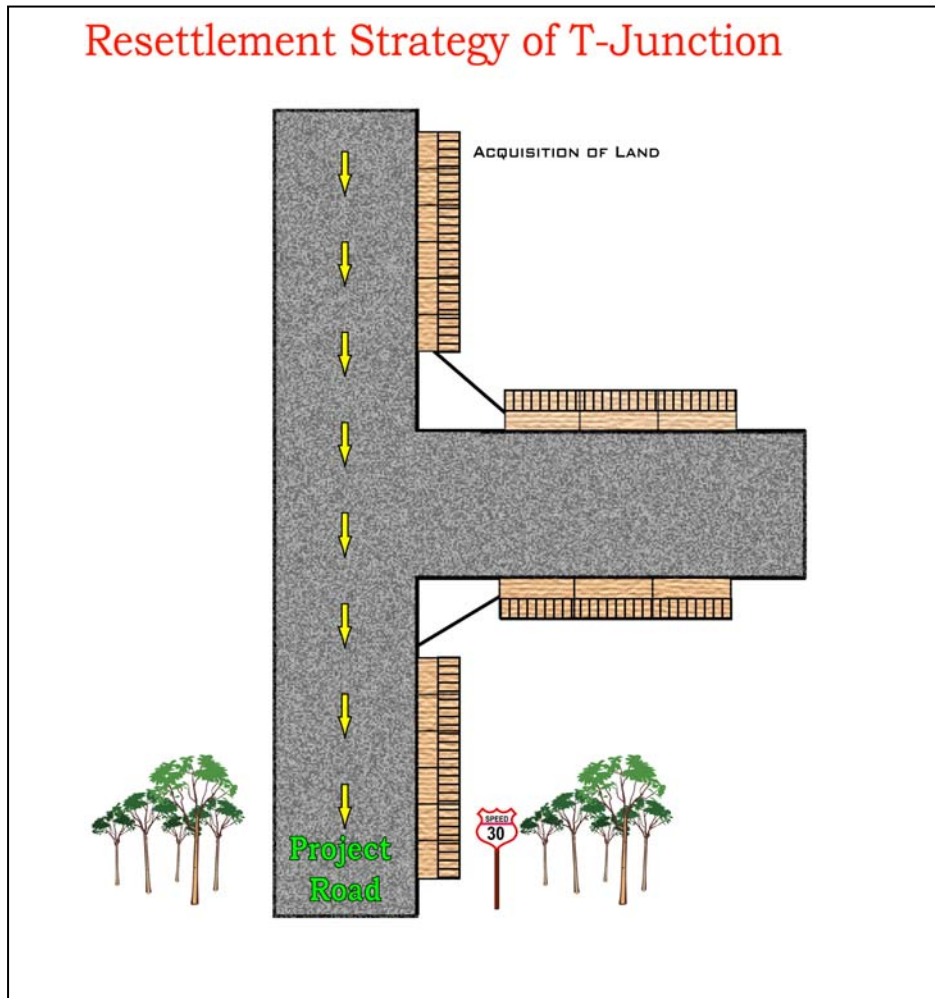 Resettlement Strategy of T-Junction
Acquisition of Land
SPEED
30
Project
Road